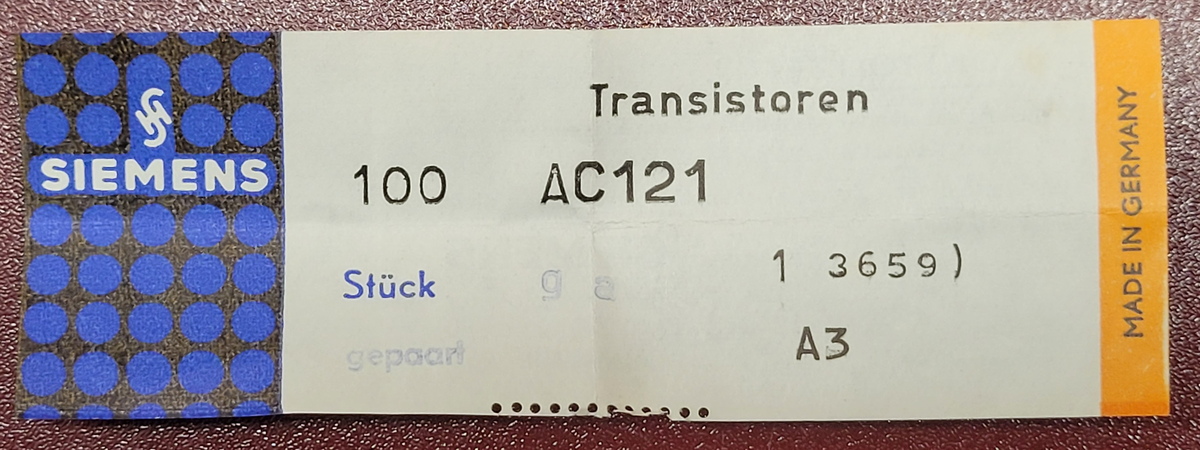 SIEMENS
Transistoren
100 AC121
Stück g a 1 3659)
gepaart
A3
MADE IN GERMANY